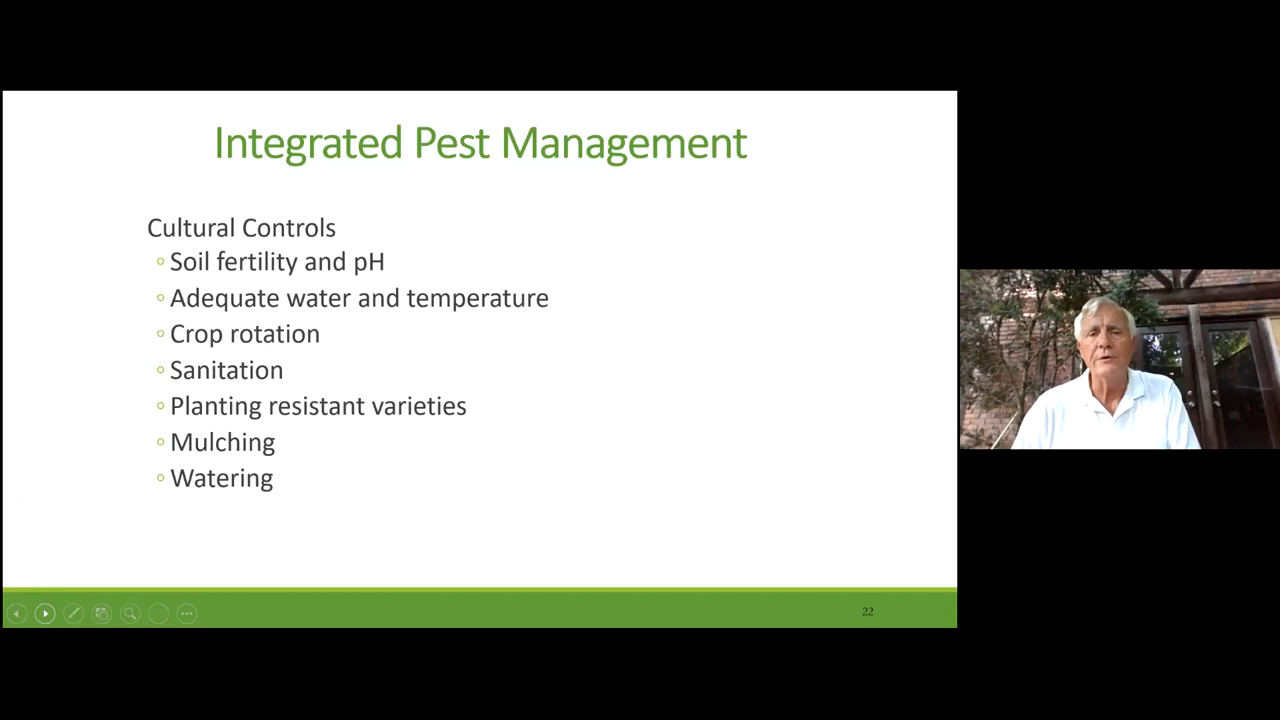 Integrated Pest Management
Cultural Controls
◦ Soil fertility and pH
◦ Adequate water and temperature
◦ Crop rotation
◦ Sanitation
◦ Planting resistant varieties
◦ Mulching
◦ Watering
22